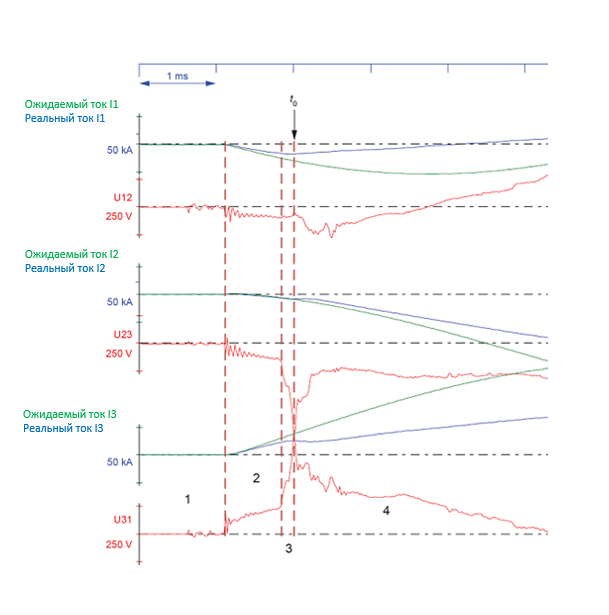 1 ms
t₀
Ожидаемый ток I1
Реальный ток I1
50 kA
U12
250 V
Ожидаемый ток I2
Реальный ток I2
50 kA
U23
250 V
Ожидаемый ток I3
Реальный ток I3
50 kA
2
1
4
U31
250 V
3